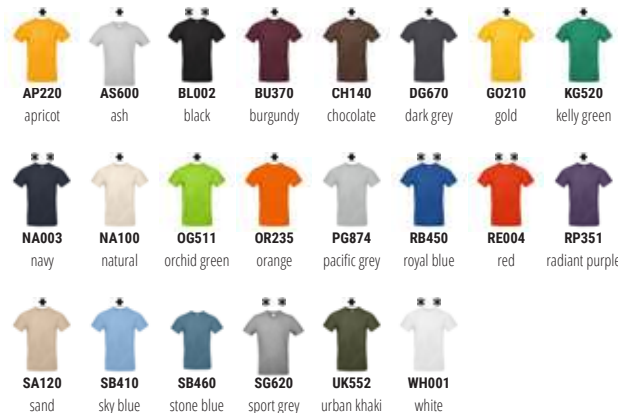 AP220 AS600 BL002 BU370 CH140 DG670 GO210 KG520
apricot ash black burgundy chocolate dark grey gold kelly green
NA003 NA100 OG511 OR235 PG874 RB450 RE004 RP351
navy natural orchid green orange pacific grey royal blue red radiant purple
SA120 SB410 SB460 SG620 UK552 WH001
sand sky blue stone blue sport grey urban khaki white